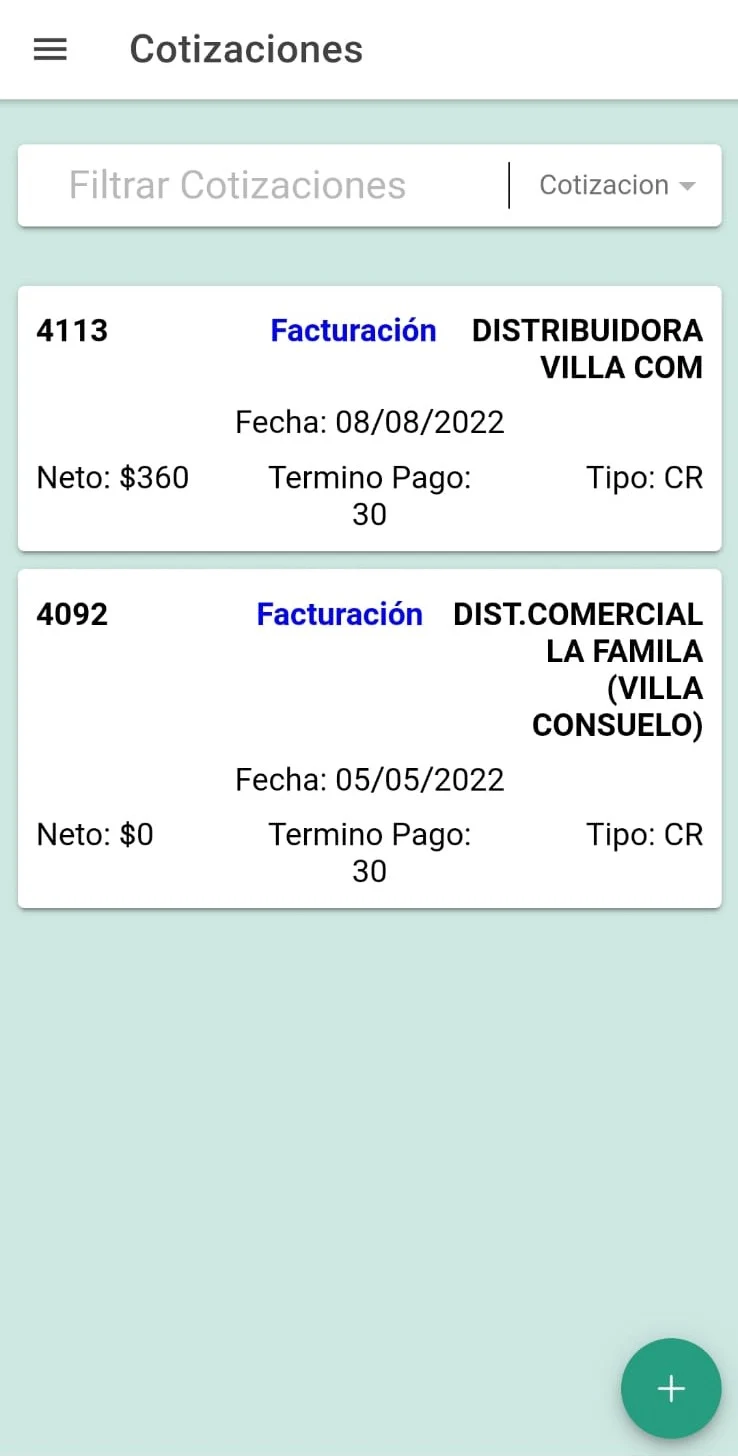 Cotizaciones
Filtrar Cotizaciones
Cotizacion
4113 Facturación DISTRIBUIDORA
VILLA COM
Fecha: 08/08/2022
Neto: $360 Termino Pago: Tipo: CR
30
4092 Facturación DIST.COMERCIAL
LA FAMILA
(VILLA
CONSUELO)
Fecha: 05/05/2022
Neto: $0 Termino Pago: Tipo: CR
30